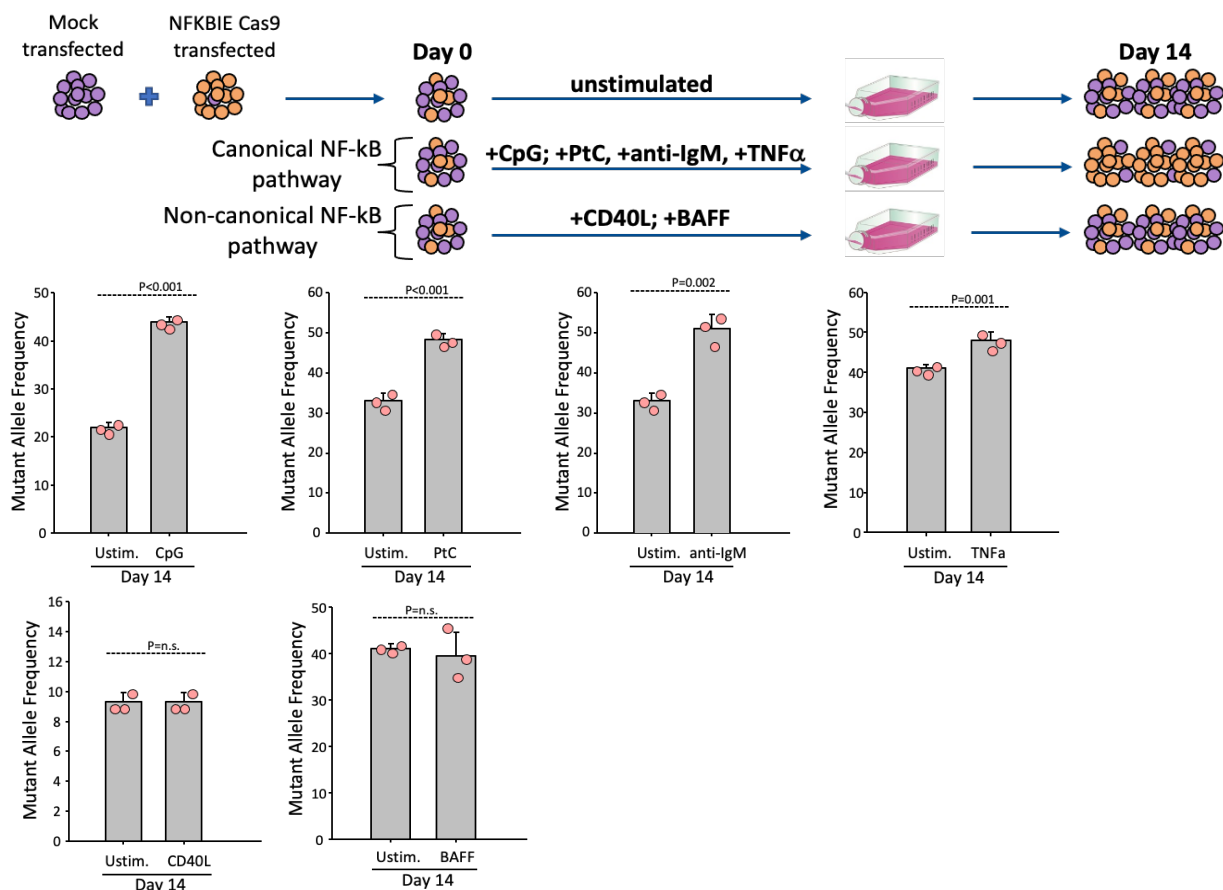 Mock
transfected
NFKBIE Cas9
transfected
Day 0
unstimulated
Day 14
Canonical NF-kB
pathway
+CpG; +PtC, +anti-IgM, +TNFα
Non-canonical NF-kB
pathway
+CD40L; +BAFF
Mutant Allele Frequency
50
40
30
20
10
0
P<0.001
Ustim. CpG
Day 14
Mutant Allele Frequency
60
50
40
30
20
10
0
P<0.001
Ustim. PtC
Day 14
Mutant Allele Frequency
60
50
40
30
20
10
0
P=0.002
Ustim. anti-IgM
Day 14
Mutant Allele Frequency
60
50
40
30
20
10
0
P=0.001
Ustim. TNFa
Day 14
Mutant Allele Frequency
16
14
12
10
8
6
4
2
0
P=n.s.
Ustim. CD40L
Day 14
Mutant Allele Frequency
50
40
30
20
10
0
P=n.s.
Ustim. BAFF
Day 14